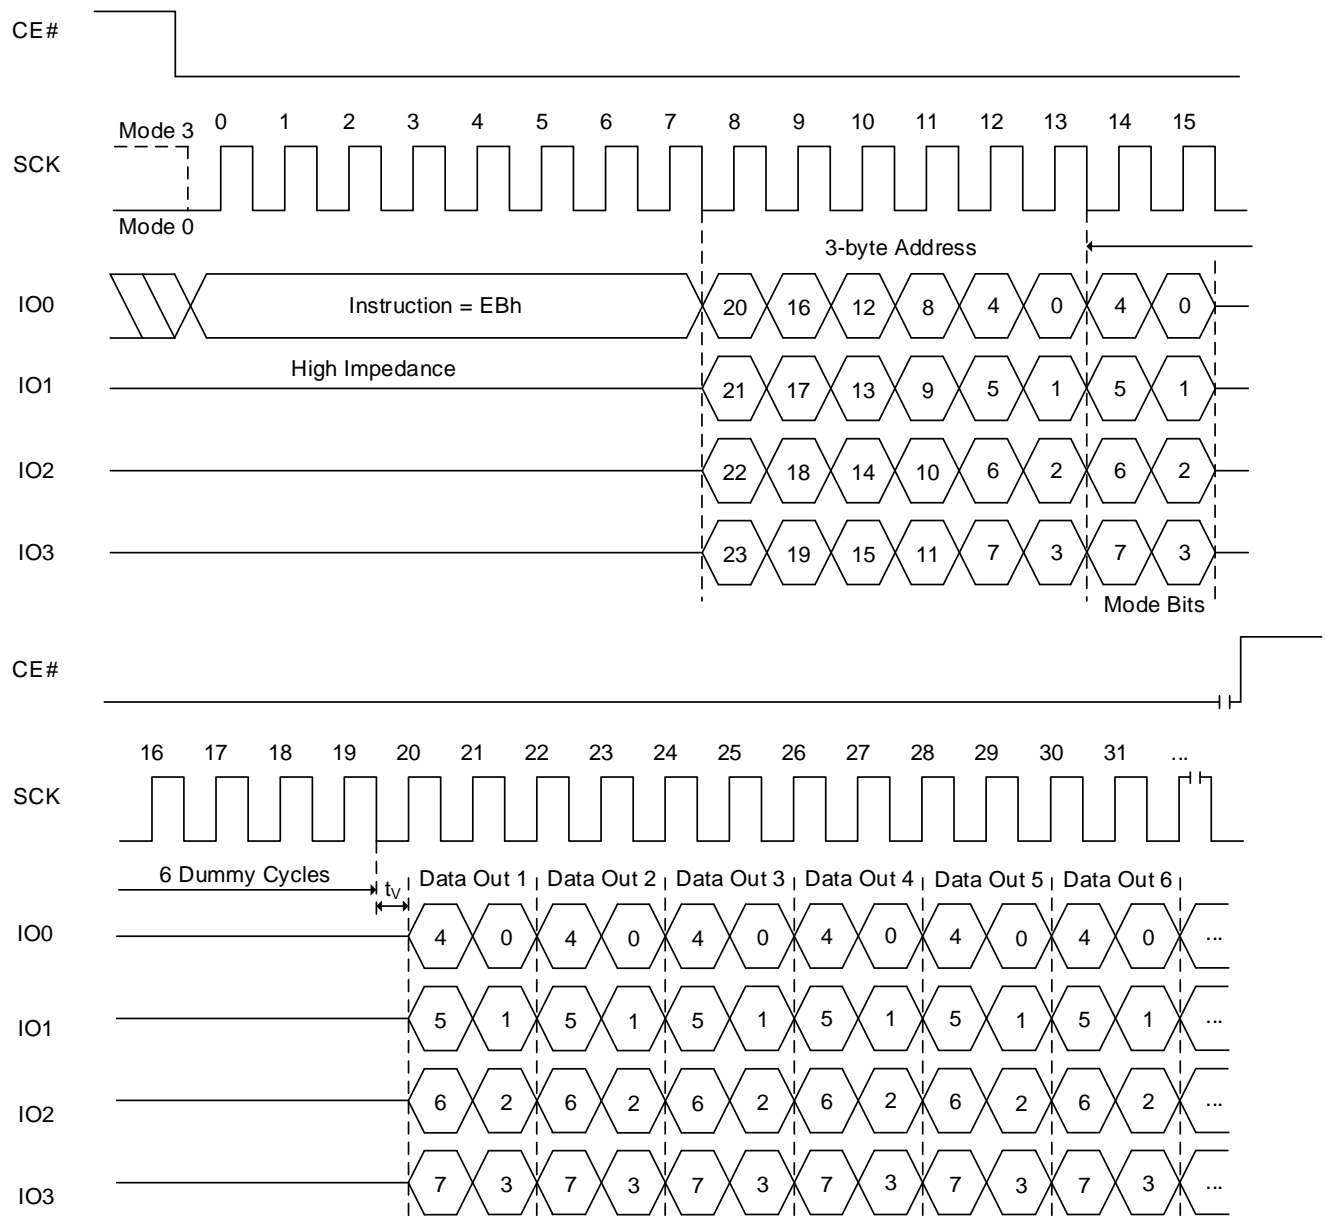 CE#
Mode 3 0 1 2 3 4 5 6 7 8 9 10 11 12 13 14 15
SCK
Mode 0
3-byte Address
IO0 Instruction = EBh 20 16 12 8 4 0 4 0
High Impedance
IO1 21 17 13 9 5 1 5 1
IO2 22 18 14 10 6 2 6 2
IO3 23 19 15 11 7 3 7 3
Mode Bits
CE#
16 17 18 19 20 21 22 23 24 25 26 27 28 29 30 31 ...
SCK
6 Dummy Cycles tV Data Out 1 Data Out 2 Data Out 3 Data Out 4 Data Out 5 Data Out 6
IO0 4 0 4 0 4 0 4 0 4 0 4 0 ...
IO1 5 1 5 1 5 1 5 1 5 1 5 1 ...
IO2 6 2 6 2 6 2 6 2 6 2 6 2 ...
IO3 7 3 7 3 7 3 7 3 7 3 7 3 ...